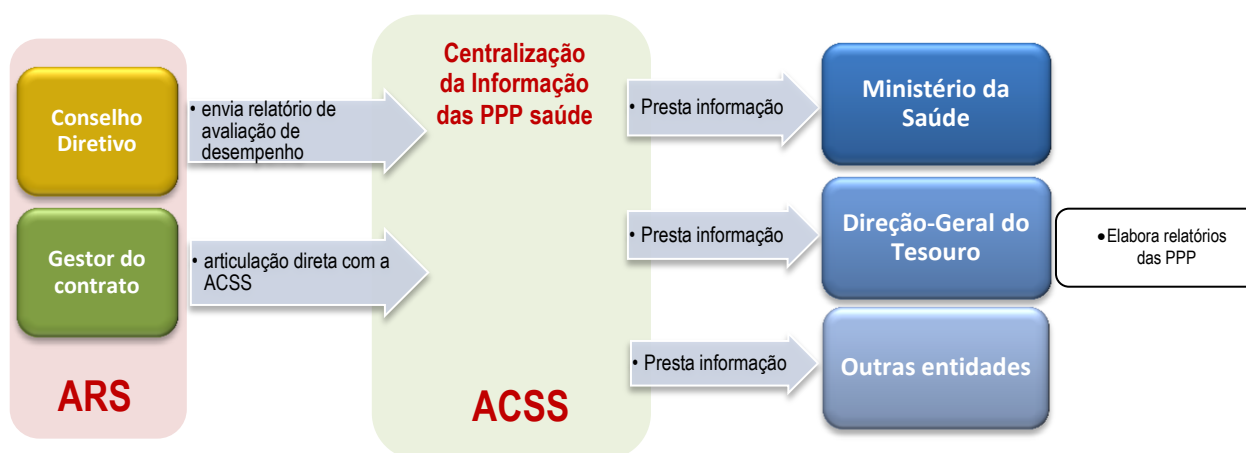 Conselho
Diretivo
• envia relatório de
avaliação de
desempenho
Gestor do
contrato
• articulação direta com a
ACSS
ARS
Centralização
da Informação
das PPP saúde
ACSS
• Presta informação
Ministério da
Saúde
• Presta informação
Direção-Geral do
Tesouro
• Elabora relatórios
das PPP
• Presta informação
Outras entidades